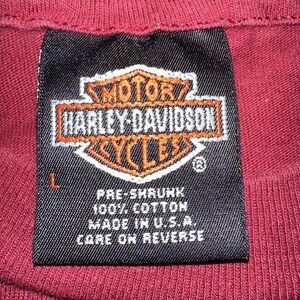 MOTOR
HARLEY-DAVIDSON
CYCLES
®
L
PRE-SHRUNK
100% COTTON
MADE IN U.S.A.
CARE ON REVERSE